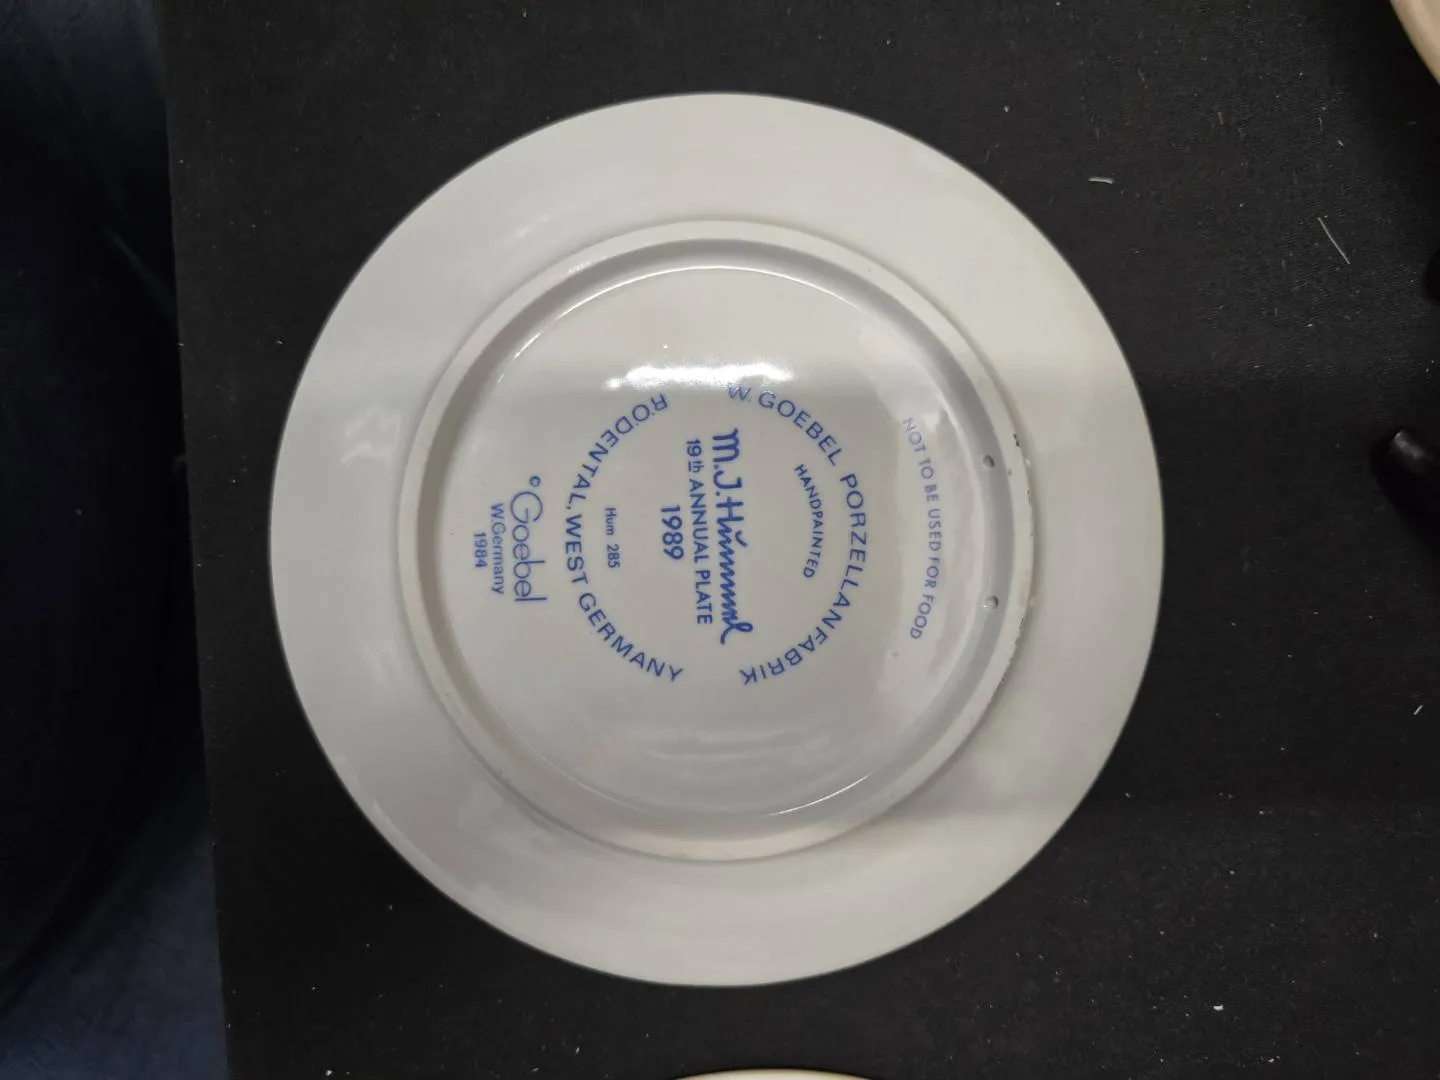 NOT TO BE USED FOR FOOD
W. GOEBEL PORZELLANFABRIK
HANDPAINTED
M.J.Hümmel
19th ANNUAL PLATE
1989
Hum 285
RÖDENTAL, WEST GERMANY
© Goebel
W.Germany
1984